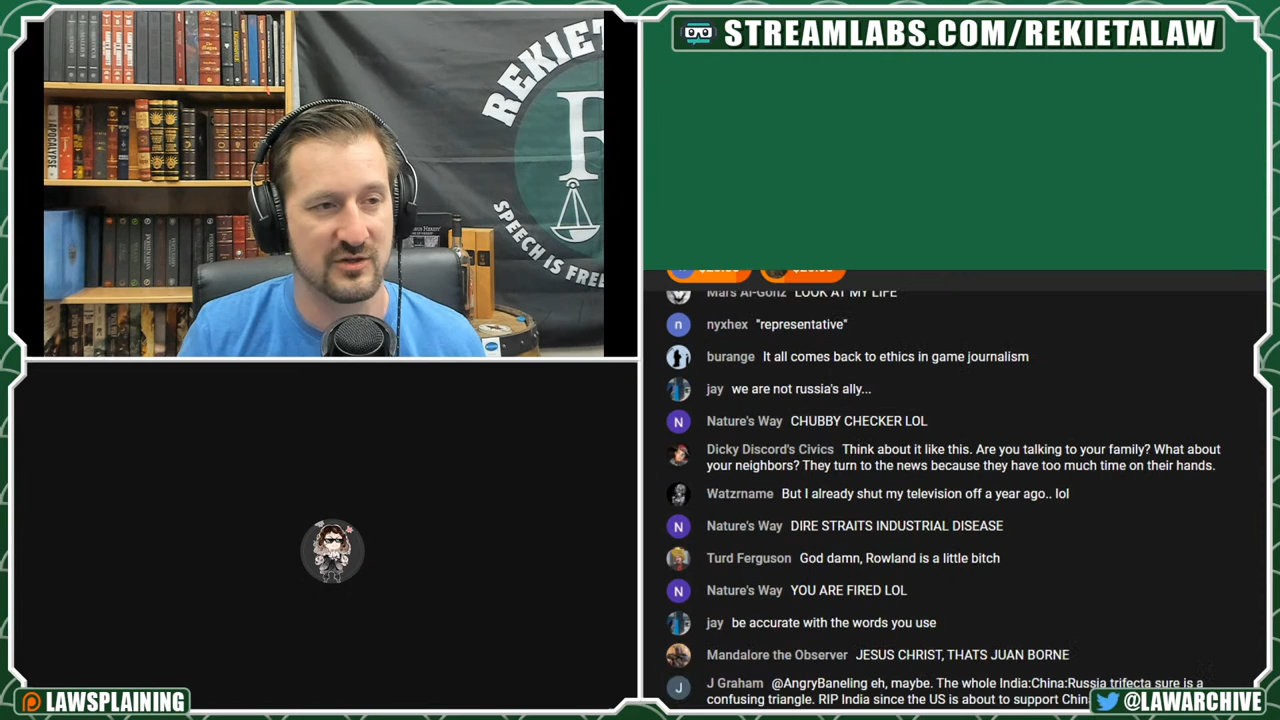 STREAMLABS.COM/REKIETALAW
REKIET
R
SPEECH IS FREE
APOCALYPSE
Mars Al-Gonz LOOK AT MY LIFE
n nyxhex "representative"
burange It all comes back to ethics in game journalism
jay we are not russia's ally...
N Nature's Way CHUBBY CHECKER LOL
Dicky Discord's Civics Think about it like this. Are you talking to your family? What about
your neighbors? They turn to the news because they have too much time on their hands.
Watzrname But I already shut my television off a year ago.. lol
N Nature's Way DIRE STRAITS INDUSTRIAL DISEASE
Turd Ferguson God damn, Rowland is a little bitch
N Nature's Way YOU ARE FIRED LOL
jay be accurate with the words you use
Mandalore the Observer JESUS CHRIST, THATS JUAN BORNE
J J Graham @AngryBaneling eh, maybe. The whole India:China:Russia trifecta sure is a
confusing triangle. RIP India since the US is about to support Chin
LAWSPLAINING
@LAWARCHIVE